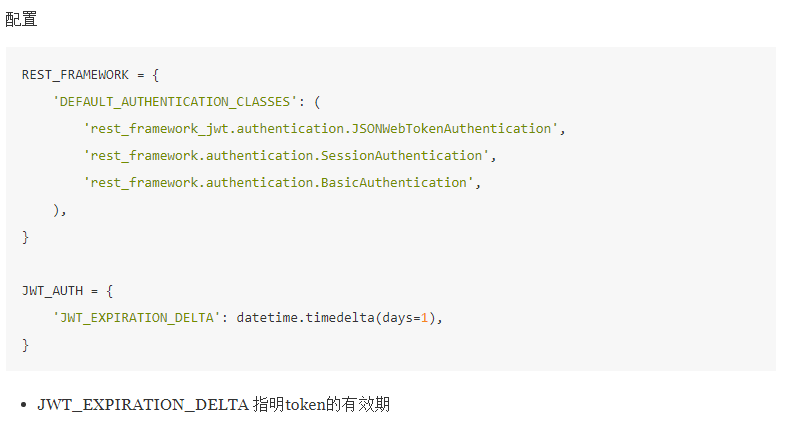 配置
REST_FRAMEWORK = {
    'DEFAULT_AUTHENTICATION_CLASSES': (
        'rest_framework_jwt.authentication.JSONWebTokenAuthentication',
        'rest_framework.authentication.SessionAuthentication',
        'rest_framework.authentication.BasicAuthentication',
    ),
}

JWT_AUTH = {
    'JWT_EXPIRATION_DELTA': datetime.timedelta(days=1),
}
• JWT_EXPIRATION_DELTA 指明token的有效期